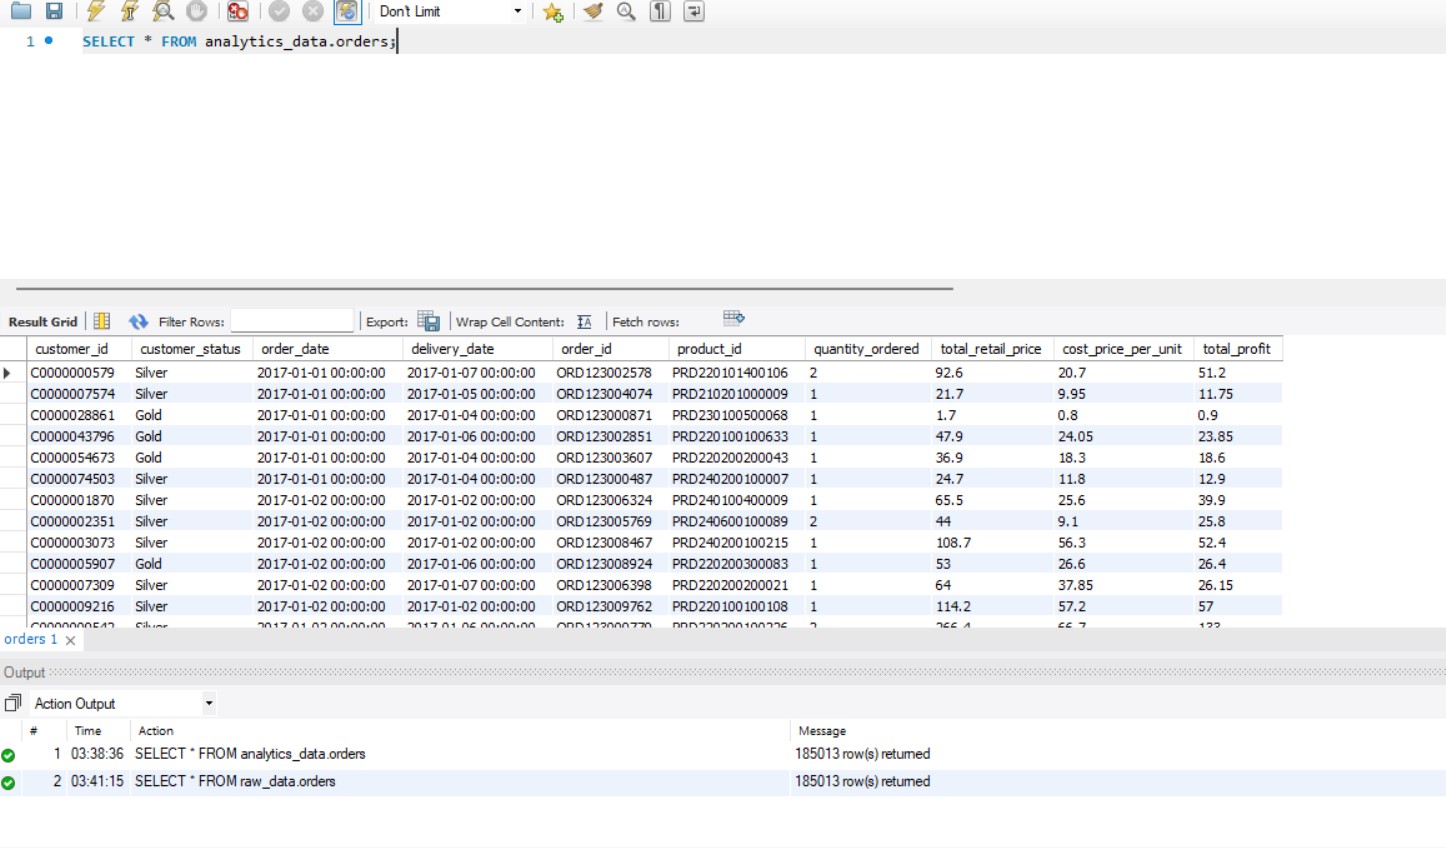 Don't Limit
1 SELECT * FROM analytics_data.orders;
Result Grid Filter Rows: Export: Wrap Cell Content: Fetch rows:
customer_id customer_status order_date delivery_date order_id product_id quantity_ordered total_retail_price cost_price_per_unit total_profit
C0000000579 Silver 2017-01-01 00:00:00 2017-01-07 00:00:00 ORD123002578 PRD220101400106 2 92.6 20.7 51.2
C0000007574 Silver 2017-01-01 00:00:00 2017-01-05 00:00:00 ORD123004074 PRD210201000009 1 21.7 9.95 11.75
C0000028861 Gold 2017-01-01 00:00:00 2017-01-04 00:00:00 ORD123000871 PRD230100500068 1 1.7 0.8 0.9
C0000043796 Gold 2017-01-01 00:00:00 2017-01-06 00:00:00 ORD123002851 PRD220100100633 1 47.9 24.05 23.85
C0000054673 Gold 2017-01-01 00:00:00 2017-01-04 00:00:00 ORD123003607 PRD220200200043 1 36.9 18.3 18.6
C0000074503 Silver 2017-01-01 00:00:00 2017-01-04 00:00:00 ORD123000487 PRD240200100007 1 24.7 11.8 12.9
C0000001870 Silver 2017-01-02 00:00:00 2017-01-02 00:00:00 ORD123006324 PRD240100400009 1 65.5 25.6 39.9
C0000002351 Silver 2017-01-02 00:00:00 2017-01-02 00:00:00 ORD123005769 PRD240600100089 2 44 9.1 25.8
C0000003073 Silver 2017-01-02 00:00:00 2017-01-02 00:00:00 ORD123008467 PRD240200100215 1 108.7 56.3 52.4
C0000005907 Gold 2017-01-02 00:00:00 2017-01-06 00:00:00 ORD123008924 PRD220200300083 1 53 26.6 26.4
C0000007309 Silver 2017-01-02 00:00:00 2017-01-07 00:00:00 ORD123006398 PRD220200200021 1 64 37.85 26.15
C0000009216 Silver 2017-01-02 00:00:00 2017-01-02 00:00:00 ORD123009762 PRD220100100108 1 114.2 57.2 57
Silver 2017-01-02 00:00:00 2017-01-06 00:00:00
orders 1
Output
Action Output
# Time Action Message
1 03:38:36 SELECT * FROM analytics_data.orders 185013 row(s) returned
2 03:41:15 SELECT * FROM raw_data.orders 185013 row(s) returned